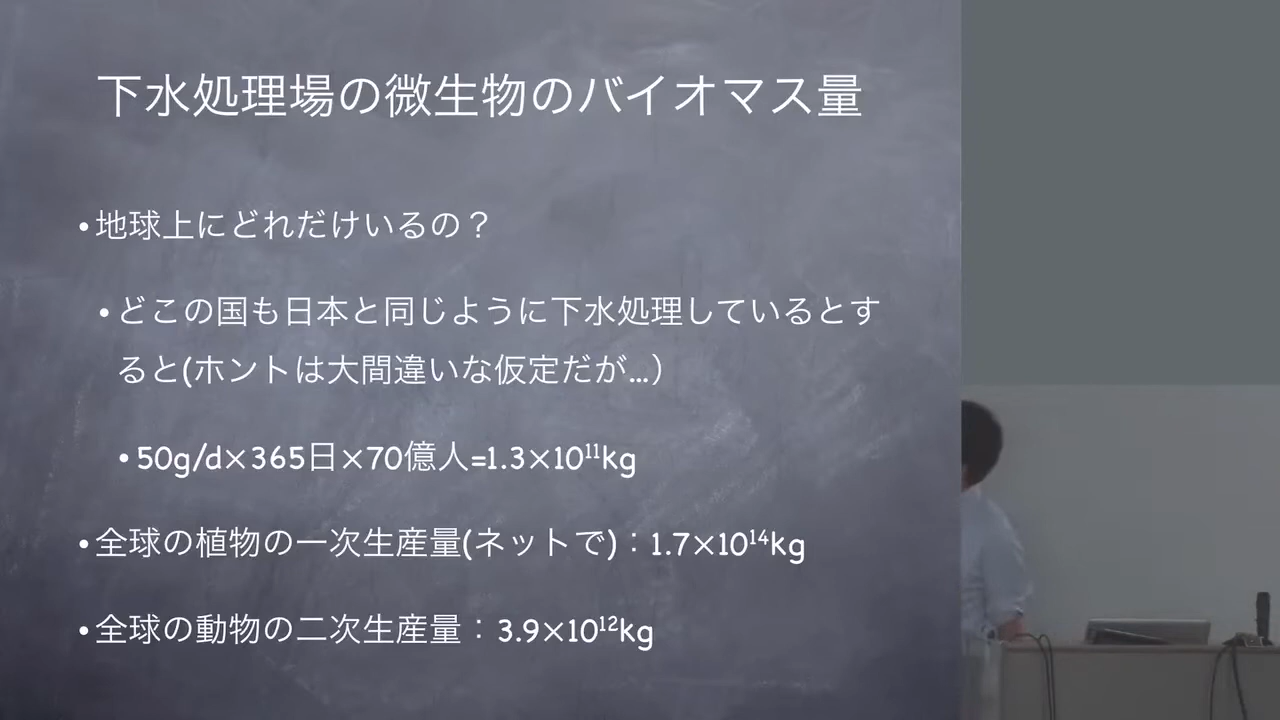 下水処理場の微生物のバイオマス量
•地球上にどれだけいるの？
•どこの国も日本と同じように下水処理しているとす
ると(ホントは大間違いな仮定だが…）
•50g/d×365日×70億人=1.3×10¹¹kg
•全球の植物の一次生産量(ネットで)：1.7×10¹⁴kg
•全球の動物の二次生産量：3.9×10¹²kg